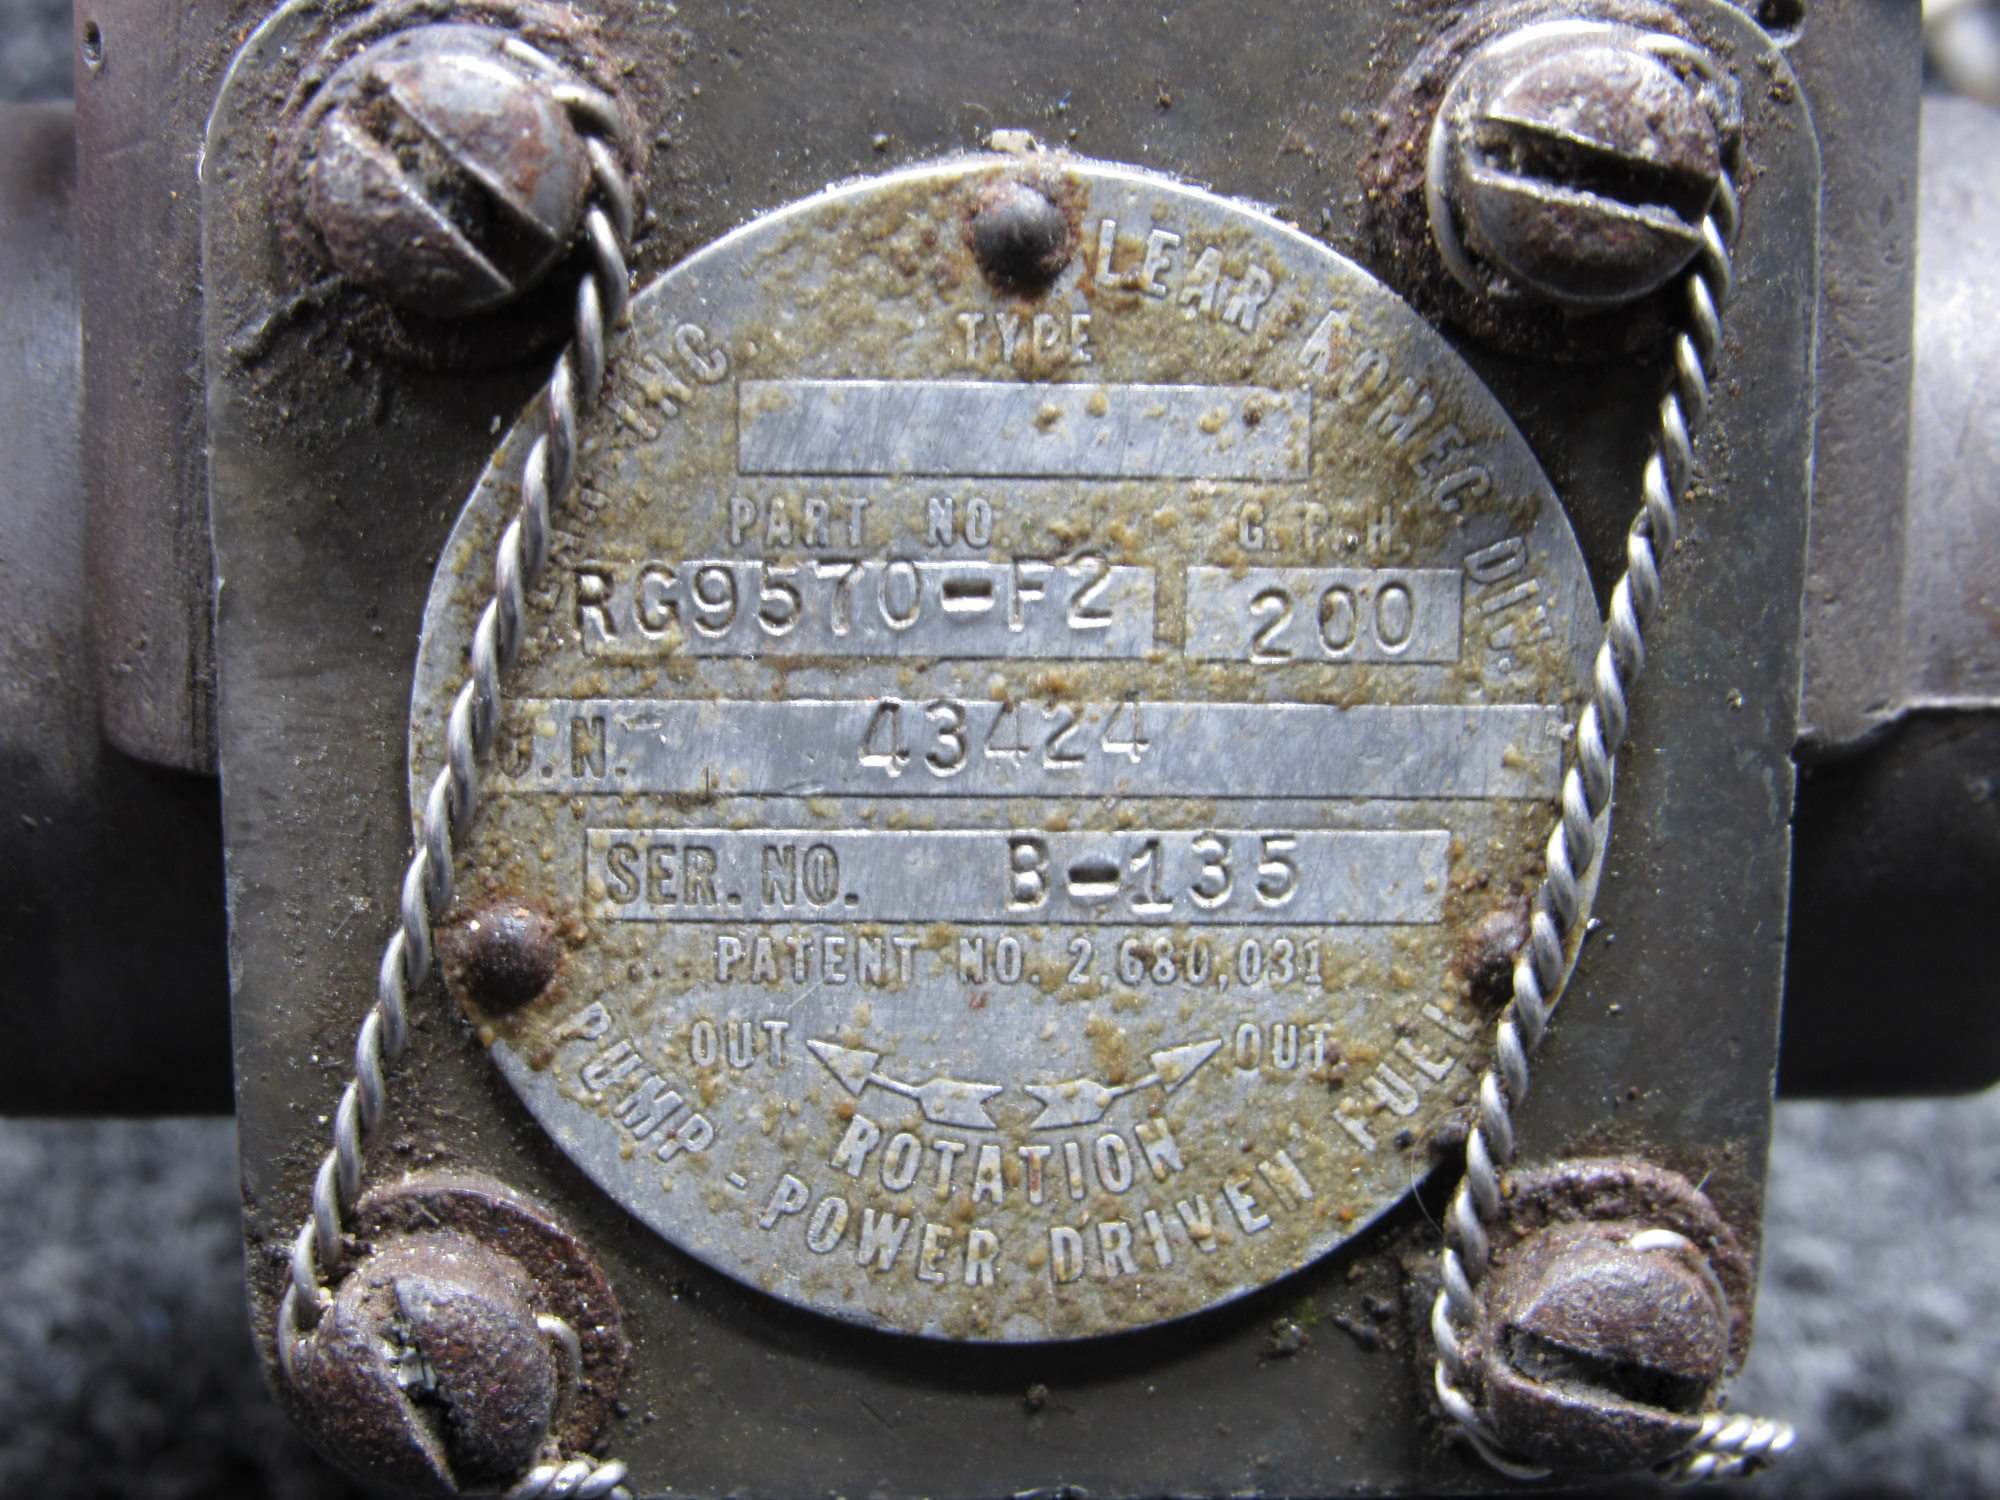 LEAR ROMEC. DIV.
INC.
TYPE
PART NO. G.P.H.
RG9570-F2 200
O.N. 43424
SER. NO. B-135
PATENT NO. 2,680,031
OUT OUT
ROTATION
PUMP - POWER DRIVEN FUEL